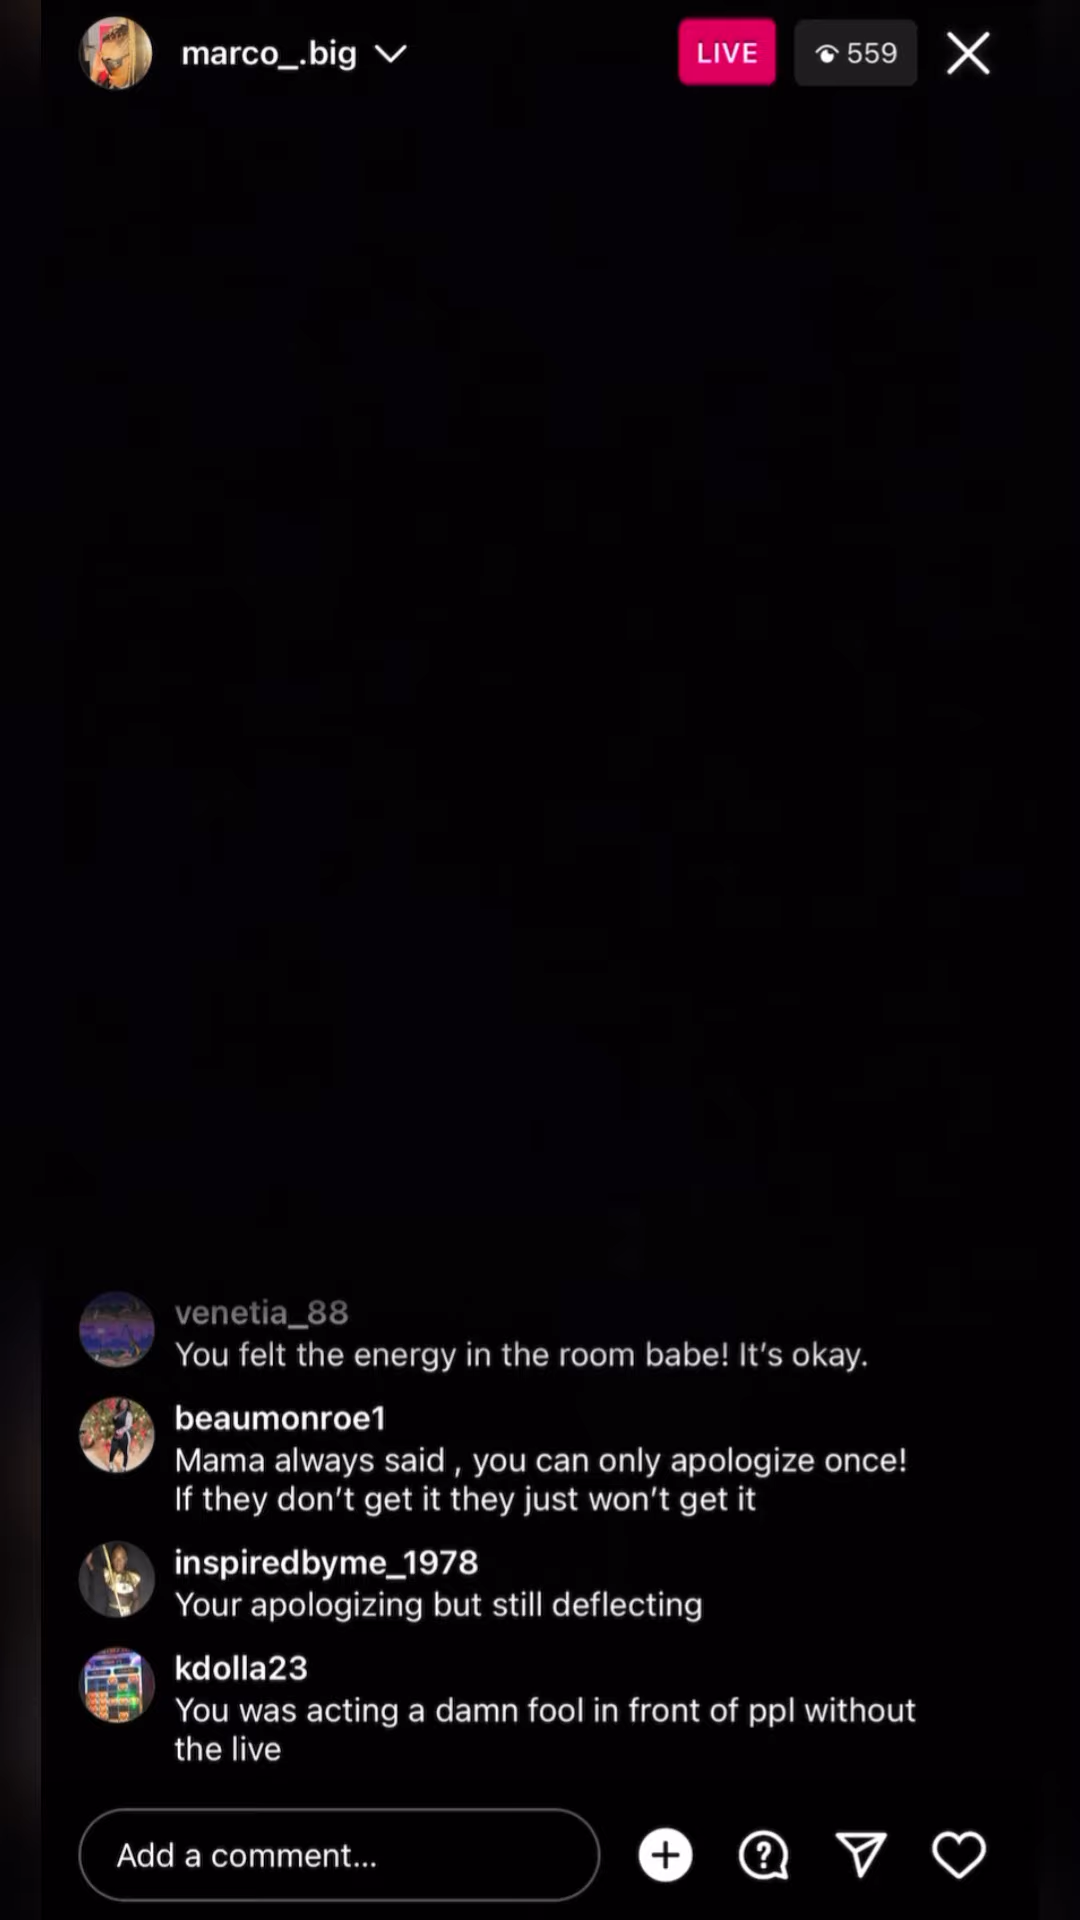 marco_.big
LIVE
559
venetia_88
You felt the energy in the room babe! It’s okay.
beaumonroe1
Mama always said , you can only apologize once!
If they don’t get it they just won’t get it
inspiredbyme_1978
Your apologizing but still deflecting
kdolla23
You was acting a damn fool in front of ppl without
the live
Add a comment...